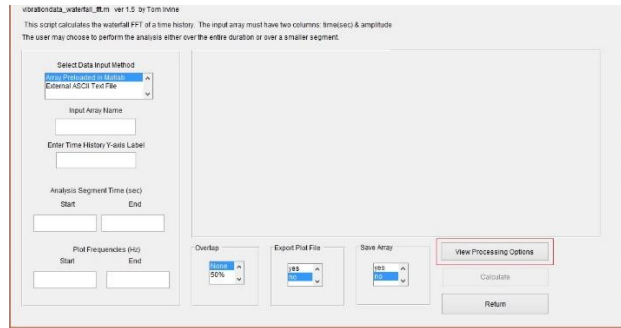 vibrationdata_waterfall_fft.m ver 1.5 by Tom Irvine
This script calculates the waterfall FFT of a time history. The input array must have two columns: time(sec) & amplitude
The user may choose to perform the analysis either over the entire duration or over a smaller segment.
Select Data Input Method
Array Preloaded in Matlab
External ASCII Text File
Input Array Name
Enter Time History Y-axis Label
Analysis Segment Time (sec)
Start End
Plot Frequencies (Hz)
Start End
Overlap
None
50%
Export Plot File
yes
no
Save Array
yes
no
View Processing Options
Calculate
Return